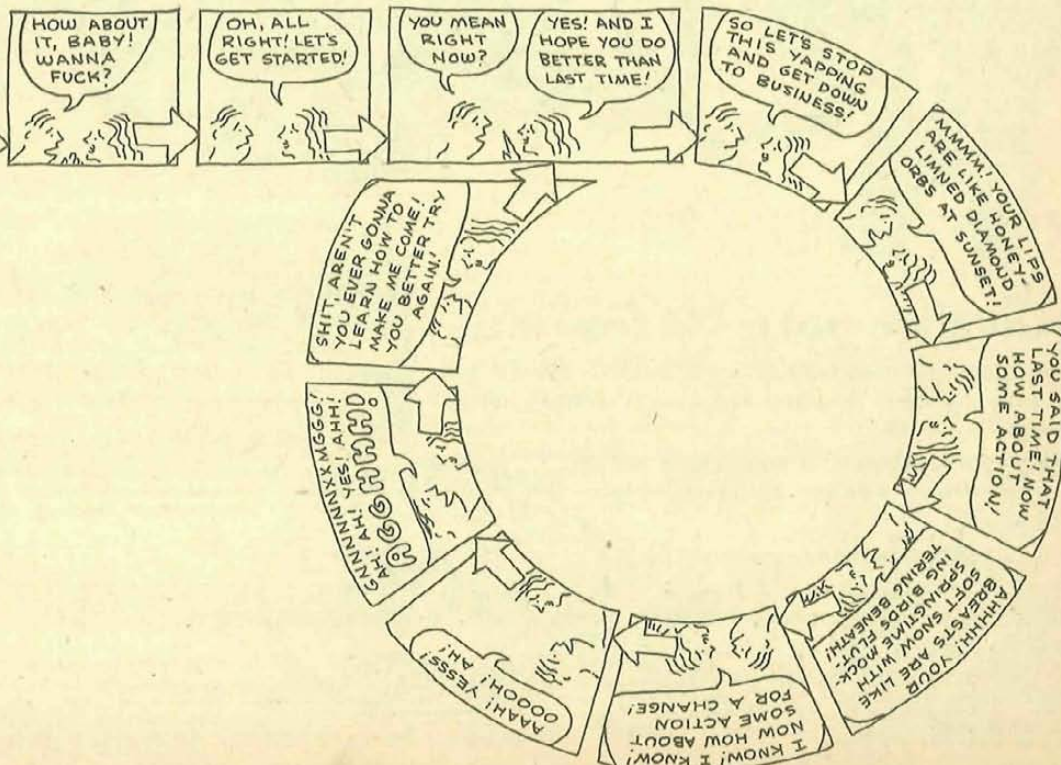 HOW ABOUT
IT, BABY!
WANNA
FUCK?
OH, ALL
RIGHT! LET'S
GET STARTED!
YOU MEAN
RIGHT
NOW?
YES! AND I
HOPE YOU DO
BETTER THAN
LAST TIME!
SO LET'S STOP
THIS YAPPING
AND GET DOWN
TO BUSINESS!
MMMM! YOUR LIPS
ARE LIKE HONEY-
LIMNED DIAMOND
ORBS AT SUNSET!
YOU SAID THAT
LAST TIME! NOW
HOW ABOUT
SOME ACTION!
AHHH! YOUR
BREASTS ARE LIKE
SOFT SNOW WITH
SPRINGTIME MOCK-
ING BIRDS FLUT-
TERING BENEATH!
I KNOW! I KNOW!
NOW HOW ABOUT
SOME ACTION
FOR A CHANGE!
AAAH! YESSS!
OOOOH!
AH!
GNNNNNNXXMGGG!
AH! AH! YES! AHH!
AGGHHHH!
SHIT, AREN'T
YOU EVER GONNA
LEARN HOW TO
MAKE ME COME!
YOU BETTER TRY
AGAIN!